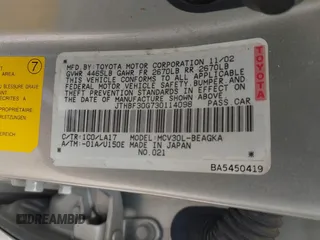 7
AREA
MFD. BY: TOYOTA MOTOR CORPORATION 11/02
GVWR 4465LB GAWR FR 2670LB RR 2670LB
THIS VEHICLE CONFORMS TO ALL APPLICABLE
FEDERAL MOTOR VEHICLE SAFETY, BUMPER, AND
THEFT PREVENTION STANDARDS IN EFFECT ON
THE DATE OF MANUFACTURE SHOWN ABOVE.
JTHBF30G730114098 PASS CAR
C/TR:1C0/LA17 MODEL:MCV30L-BEAGKA
A/TM:-01A/U150E MADE IN JAPAN
NO.021
TOYOTA
BA5450419